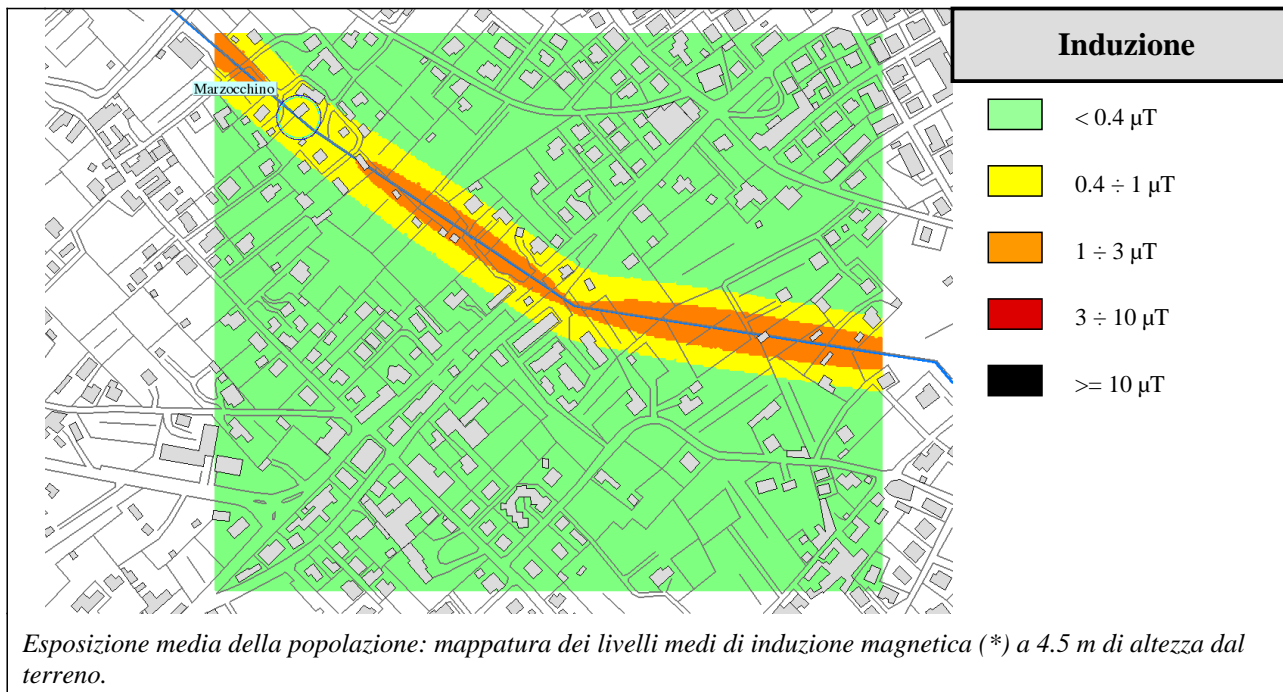 Marzocchino
Induzione
< 0.4 µT
0.4 ÷ 1 µT
1 ÷ 3 µT
3 ÷ 10 µT
>= 10 µT
Esposizione media della popolazione: mappatura dei livelli medi di induzione magnetica (*) a 4.5 m di altezza dal
terreno.